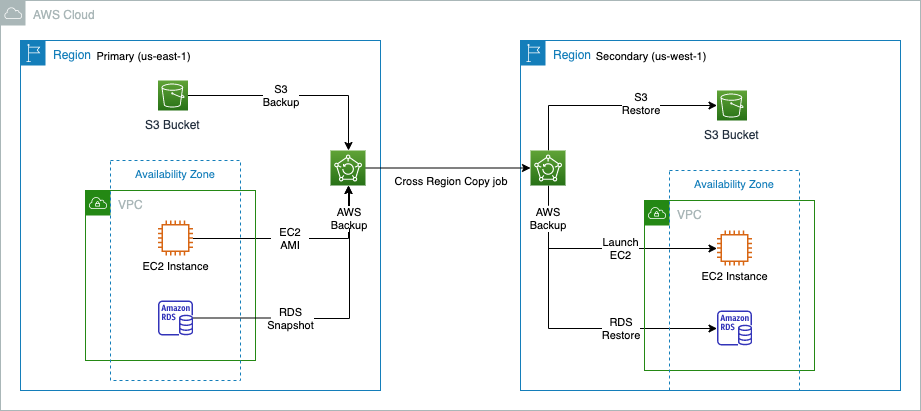 AWS Cloud
Region Primary (us-east-1)
S3 Bucket
S3
Backup
Availability Zone
VPC
EC2 Instance
EC2
AMI
Amazon
RDS
RDS
Snapshot
AWS
Backup
Cross Region Copy job
Region Secondary (us-west-1)
AWS
Backup
S3
Restore
S3 Bucket
Availability Zone
VPC
Launch
EC2
EC2 Instance
RDS
Restore
Amazon
RDS